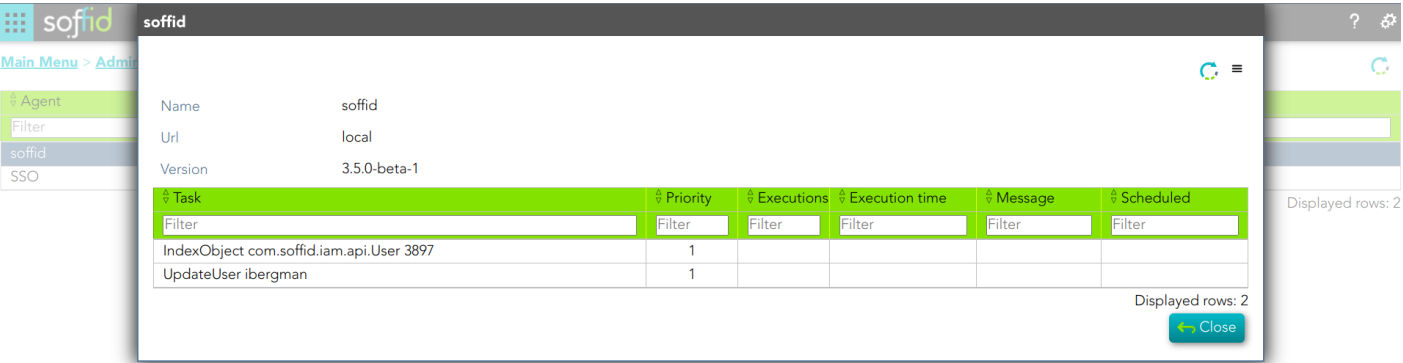 soffid
soffid
?
Main Menu > Admi
Name soffid
Url local
Version 3.5.0-beta-1
Agent
Filter
soffid
SSO
Displayed rows: 2
Task Priority Executions Execution time Message Scheduled
Filter Filter Filter Filter Filter Filter
IndexObject com.soffid.iam.api.User 3897 1
UpdateUser ibergman 1
Displayed rows: 2
Close